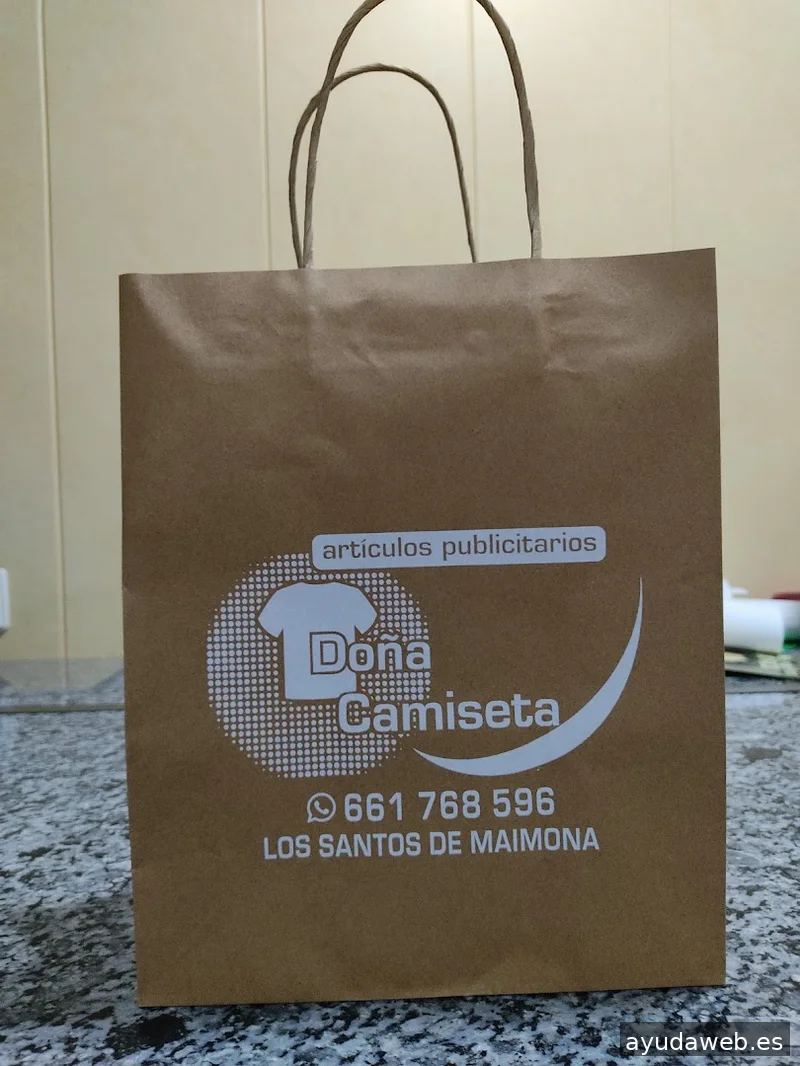 artículos publicitarios
Doña
Camiseta
661 768 596
LOS SANTOS DE MAIMONA
ayudaweb.es